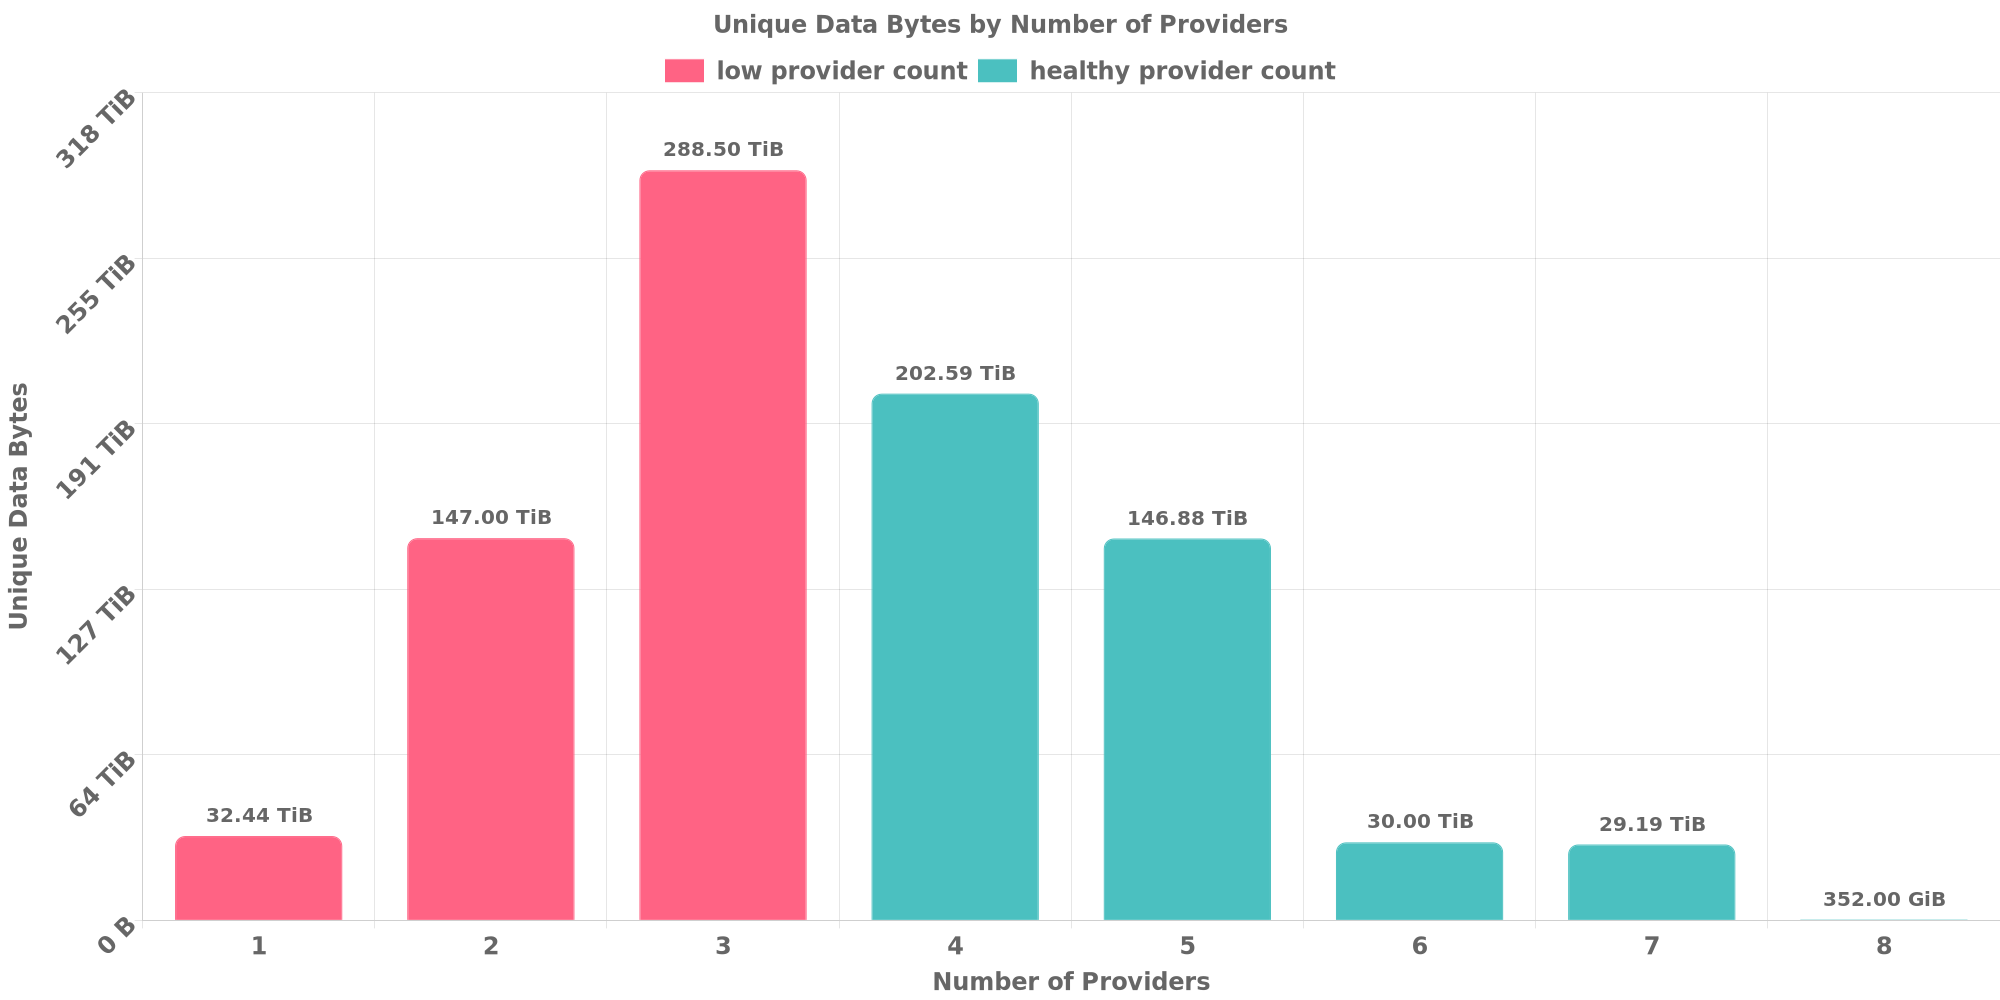 Unique Data Bytes by Number of Providers
low provider count healthy provider count
318 TiB
255 TiB
191 TiB
127 TiB
64 TiB
0 B
Unique Data Bytes
32.44 TiB
147.00 TiB
288.50 TiB
202.59 TiB
146.88 TiB
30.00 TiB
29.19 TiB
352.00 GiB
1 2 3 4 5 6 7 8
Number of Providers